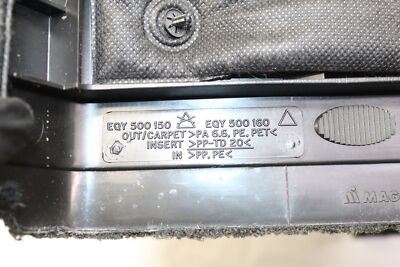 EQY 500 150 EQY 500 160
OUT/CARPET >PA 6.6, PE, PET<
INSERT >PP-TD 20<
IN >PP, PE<
MAG